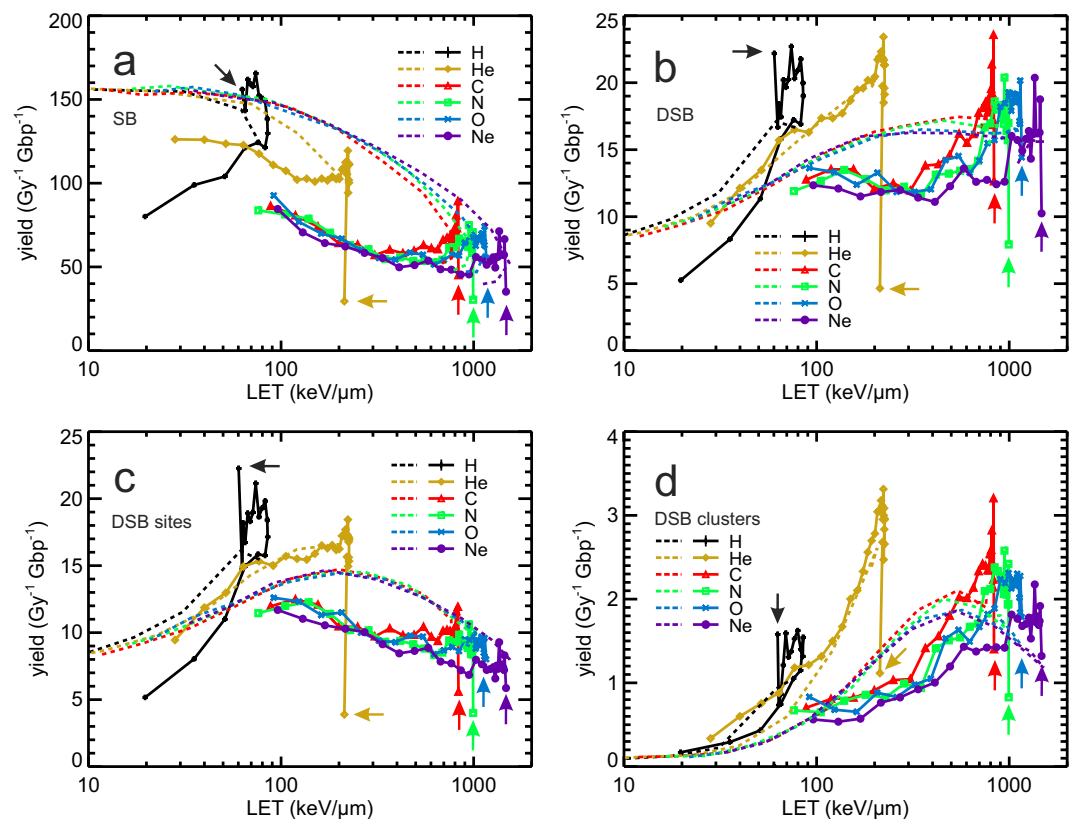 a
SB
yield (Gy⁻¹ Gbp⁻¹)
200
150
100
50
0
10
100
1000
LET (keV/µm)
H
He
C
N
O
Ne
b
DSB
yield (Gy⁻¹ Gbp⁻¹)
25
20
15
10
5
0
10
100
1000
LET (keV/µm)
H
He
C
N
O
Ne
c
DSB sites
yield (Gy⁻¹ Gbp⁻¹)
25
20
15
10
5
0
10
100
1000
LET (keV/µm)
H
He
C
N
O
Ne
d
DSB clusters
yield (Gy⁻¹ Gbp⁻¹)
4
3
2
1
0
10
100
1000
LET (keV/µm)
H
He
C
N
O
Ne